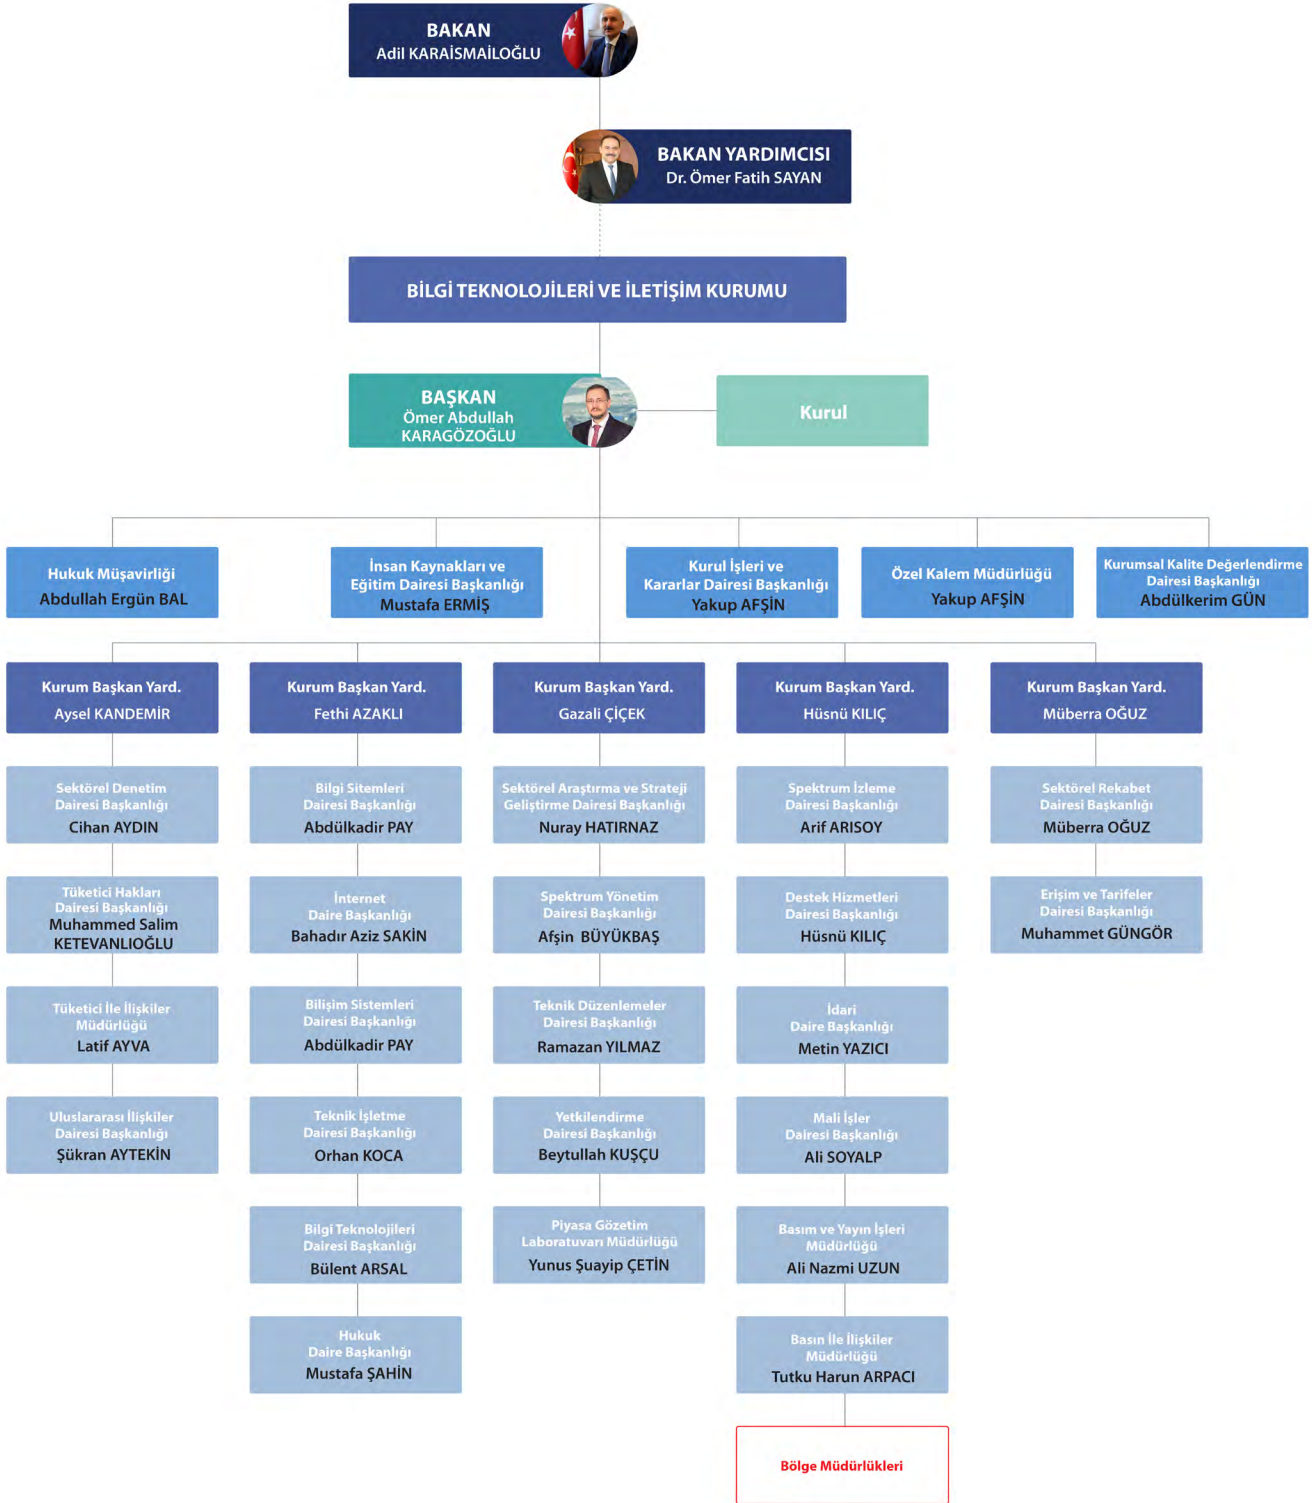 BAKAN
Adil KARAİSMAİLOĞLU
BAKAN YARDIMCISI
Dr. Ömer Fatih SAYAN
BİLGİ TEKNOLOJİLERİ VE İLETİŞİM KURUMU
BAŞKAN
Ömer Abdullah
KARAGÖZOĞLU
Kurul
Hukuk Müşavirliği
Abdullah Ergün BAL
İnsan Kaynakları ve
Eğitim Dairesi Başkanlığı
Mustafa ERMİŞ
Kurul İşleri ve
Kararlar Dairesi Başkanlığı
Yakup AFŞİN
Özel Kalem Müdürlüğü
Yakup AFŞİN
Kurumsal Kalite Değerlendirme
Dairesi Başkanlığı
Abdülkerim GÜN
Kurum Başkan Yard.
Aysel KANDEMİR
Sektörel Denetim
Dairesi Başkanlığı
Cihan AYDIN
Tüketici Hakları
Dairesi Başkanlığı
Muhammed Salim
KETEVANLIOĞLU
Tüketici İle İlişkiler
Müdürlüğü
Latif AYVA
Uluslararası İlişkiler
Dairesi Başkanlığı
Şükran AYTEKİN
Kurum Başkan Yard.
Fethi AZAKLI
Bilgi Sitemleri
Dairesi Başkanlığı
Abdülkadir PAY
İnternet
Daire Başkanlığı
Bahadır Aziz SAKİN
Bilişim Sistemleri
Dairesi Başkanlığı
Abdülkadir PAY
Teknik İşletme
Dairesi Başkanlığı
Orhan KOCA
Bilgi Teknolojileri
Dairesi Başkanlığı
Bülent ARSAL
Hukuk
Daire Başkanlığı
Mustafa ŞAHİN
Kurum Başkan Yard.
Gazali ÇİÇEK
Sektörel Araştırma ve Strateji
Geliştirme Dairesi Başkanlığı
Nuray HATIRNAZ
Spektrum Yönetim
Dairesi Başkanlığı
Afşin BÜYÜKBAŞ
Teknik Düzenlemeler
Dairesi Başkanlığı
Ramazan YILMAZ
Yetkilendirme
Dairesi Başkanlığı
Beytullah KUŞÇU
Piyasa Gözetim
Laboratuvarı Müdürlüğü
Yunus Şuayip ÇETİN
Kurum Başkan Yard.
Hüsnü KILIÇ
Spektrum İzleme
Dairesi Başkanlığı
Arif ARISOY
Destek Hizmetleri
Dairesi Başkanlığı
Hüsnü KILIÇ
İdari
Daire Başkanlığı
Metin YAZICI
Mali İşler
Dairesi Başkanlığı
Ali SOYALP
Basım ve Yayın İşleri
Müdürlüğü
Ali Nazmi UZUN
Basın İle İlişkiler
Müdürlüğü
Tutku Harun ARPACI
Bölge Müdürlükleri
Kurum Başkan Yard.
Müberra OĞUZ
Sektörel Rekabet
Dairesi Başkanlığı
Müberra OĞUZ
Erişim ve Tarifeler
Dairesi Başkanlığı
Muhammet GÜNGÖR